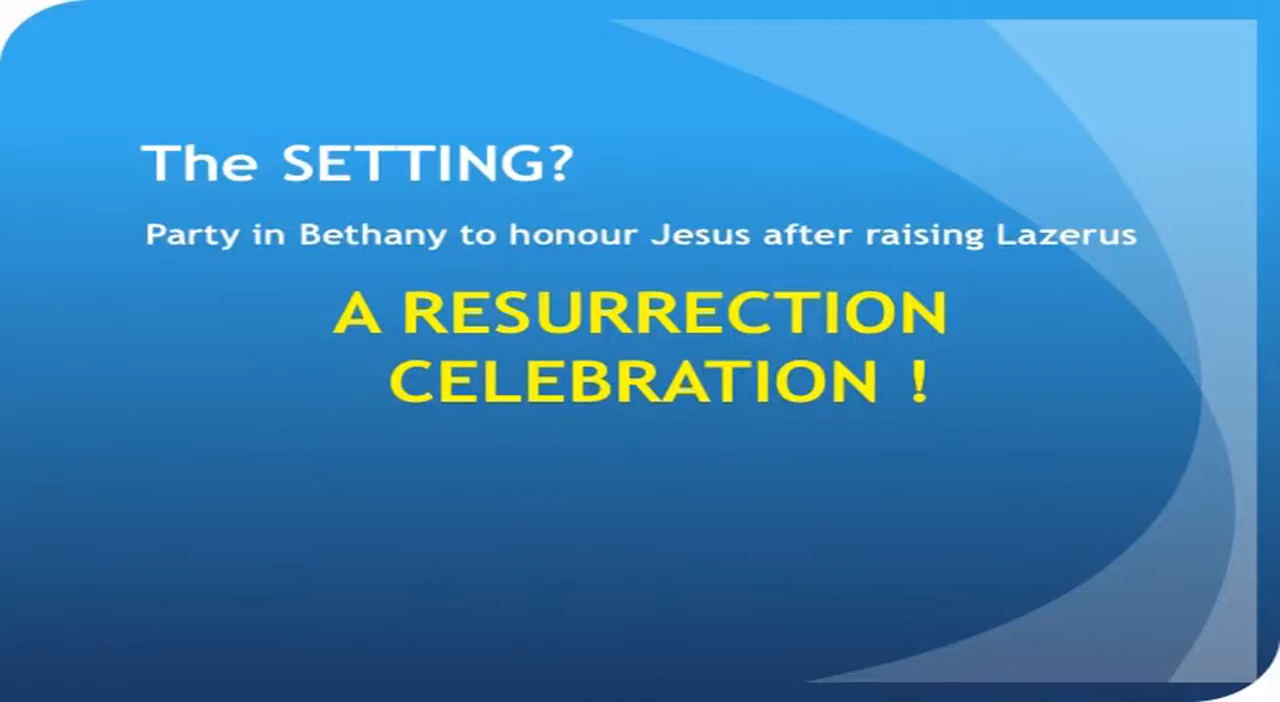 The SETTING?
Party in Bethany to honour Jesus after raising Lazerus
A RESURRECTION
CELEBRATION !